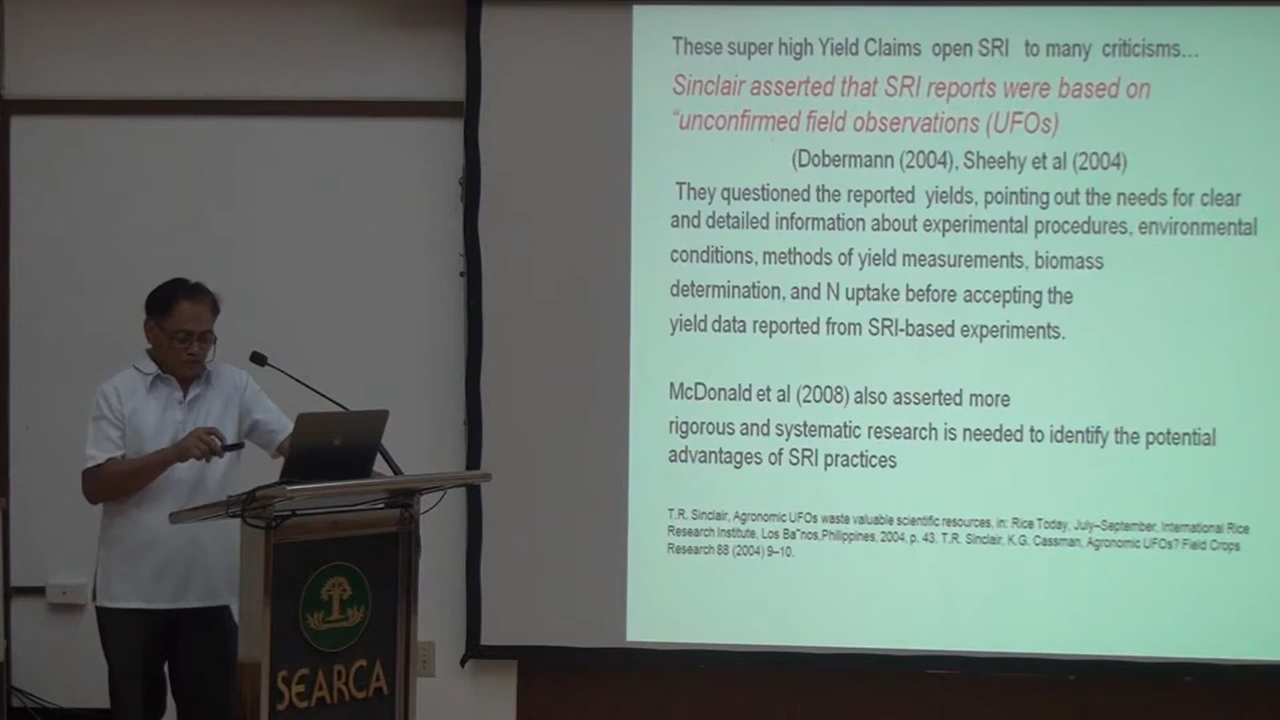 These super high Yield Claims open SRI to many criticisms...
Sinclair asserted that SRI reports were based on
“unconfirmed field observations (UFOs)
(Dobermann (2004), Sheehy et al (2004)
They questioned the reported yields, pointing out the needs for clear
and detailed information about experimental procedures, environmental
conditions, methods of yield measurements, biomass
determination, and N uptake before accepting the
yield data reported from SRI-based experiments.
McDonald et al (2008) also asserted more
rigorous and systematic research is needed to identify the potential
advantages of SRI practices
T.R. Sinclair, Agronomic UFOs waste valuable scientific resources, in: Rice Today, July–September, International Rice
Research Institute, Los Ba˜nos,Philippines, 2004, p. 43. T.R. Sinclair, K.G. Cassman, Agronomic UFOs? Field Crops
Research 88 (2004) 9–10.
SEARCA